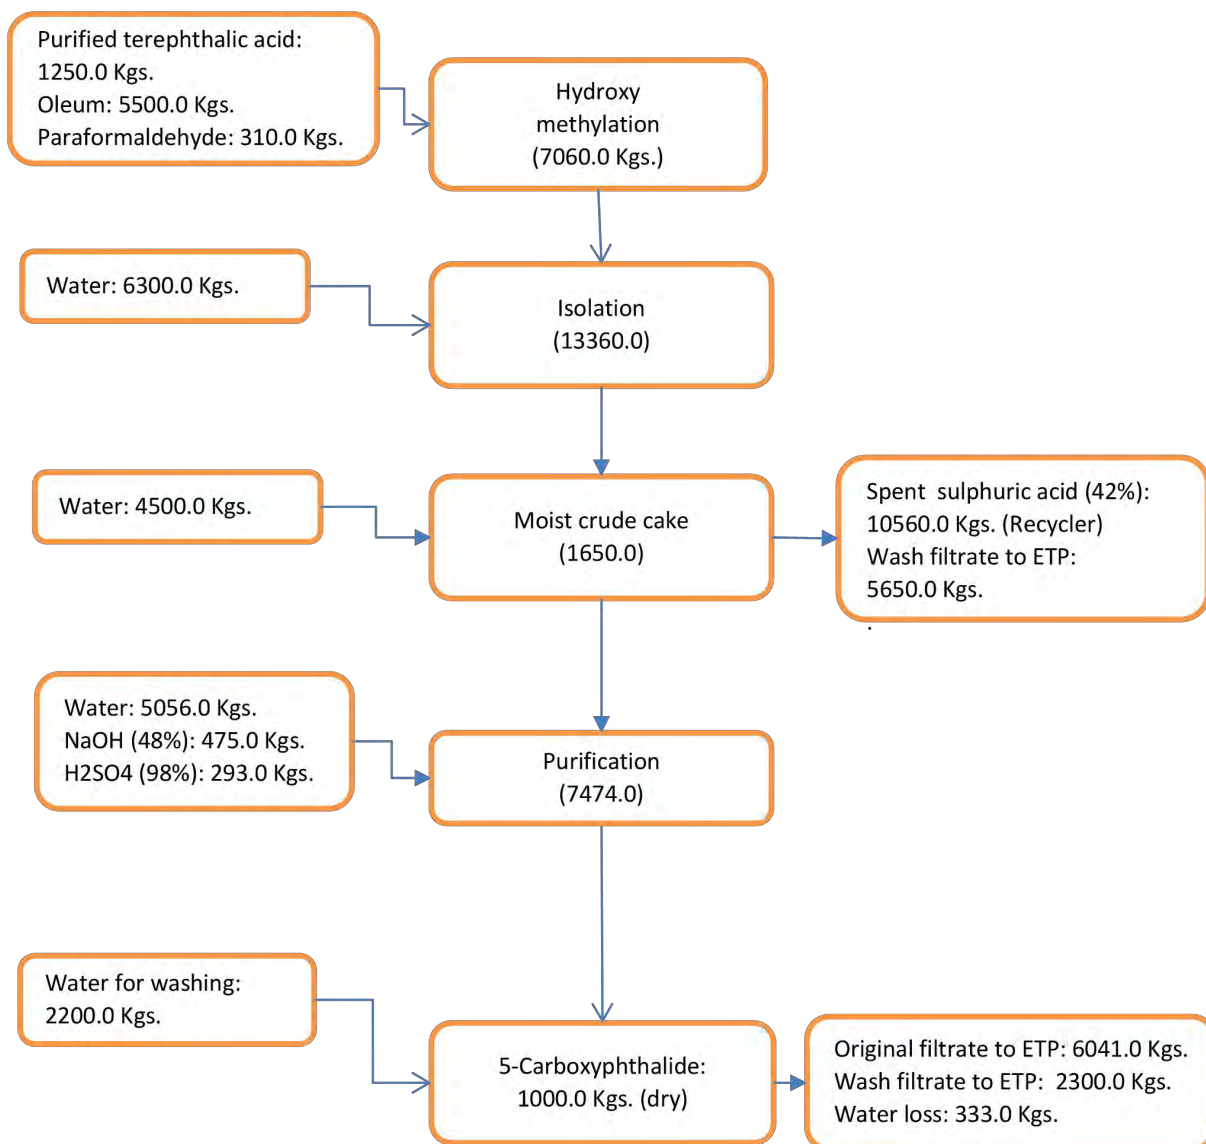 Purified terephthalic acid:
1250.0 Kgs.
Oleum: 5500.0 Kgs.
Paraformaldehyde: 310.0 Kgs.
Hydroxy
methylation
(7060.0 Kgs.)
Water: 6300.0 Kgs.
Isolation
(13360.0)
Water: 4500.0 Kgs.
Moist crude cake
(1650.0)
Spent sulphuric acid (42%):
10560.0 Kgs. (Recycler)
Wash filtrate to ETP:
5650.0 Kgs.
.
Water: 5056.0 Kgs.
NaOH (48%): 475.0 Kgs.
H2SO4 (98%): 293.0 Kgs.
Purification
(7474.0)
Water for washing:
2200.0 Kgs.
5-Carboxyphthalide:
1000.0 Kgs. (dry)
Original filtrate to ETP: 6041.0 Kgs.
Wash filtrate to ETP: 2300.0 Kgs.
Water loss: 333.0 Kgs.